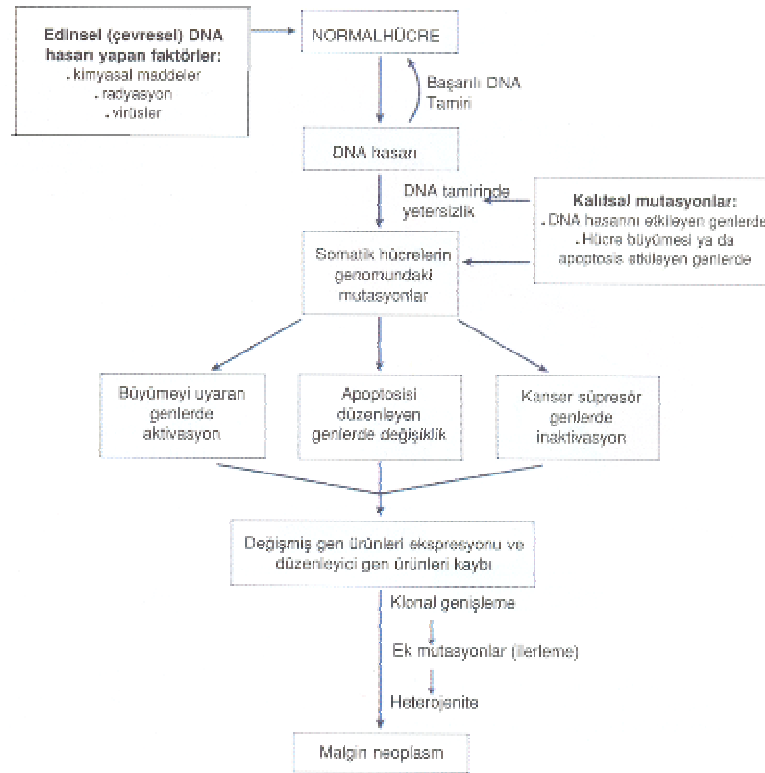 Edinsel (çevresel) DNA
hasarı yapan faktörler:
. kimyasal maddeler
. radyasyon
. virüsler
NORMALHÜCRE
Başarılı DNA
Tamiri
DNA hasarı
DNA tamirinde
yetersizlik
Kalıtsal mutasyonlar:
. DNA hasarını etkileyen genlerde
. Hücre büyümesi ya da
apoptosis etkileyen genlerde
Somatik hücrelerin
genomundaki
mutasyonlar
Büyümeyi uyaran
genlerde
aktivasyon
Apoptosisi
düzenleyen
genlerde değişiklik
Kanser süpresör
genlerde
inaktivasyon
Değişmiş gen ürünleri ekspresyonu ve
düzenleyici gen ürünleri kaybı
Klonal genişleme
Ek mutasyonlar (ilerleme)
Heterojenite
Malgin neoplasm